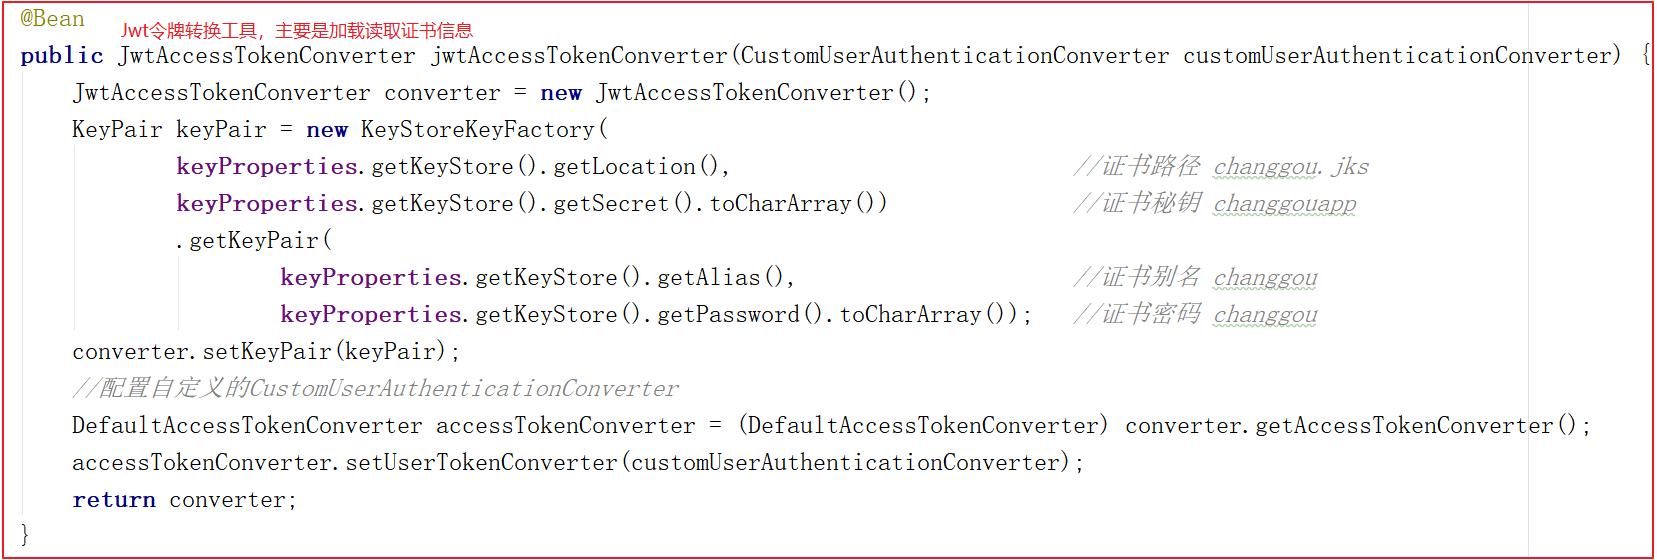 @Bean
Jwt令牌转换工具，主要是加载读取证书信息
public JwtAccessTokenConverter jwtAccessTokenConverter(CustomUserAuthenticationConverter customUserAuthenticationConverter) {
JwtAccessTokenConverter converter = new JwtAccessTokenConverter();
KeyPair keyPair = new KeyStoreKeyFactory(
keyProperties.getKeyStore().getLocation(), //证书路径 changgou.jks
keyProperties.getKeyStore().getSecret().toCharArray()) //证书秘钥 changgouapp
.getKeyPair(
keyProperties.getKeyStore().getAlias(), //证书别名 changgou
keyProperties.getKeyStore().getPassword().toCharArray()); //证书密码 changgou
converter.setKeyPair(keyPair);
//配置自定义的CustomUserAuthenticationConverter
DefaultAccessTokenConverter accessTokenConverter = (DefaultAccessTokenConverter) converter.getAccessTokenConverter();
accessTokenConverter.setUserTokenConverter(customUserAuthenticationConverter);
return converter;
}